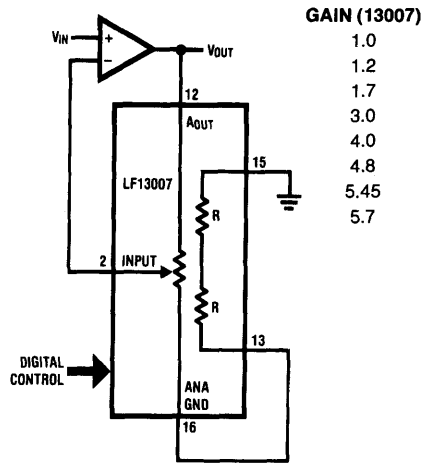 GAIN (13007)
1.0
1.2
1.7
3.0
4.0
4.8
5.45
5.7
VIN
+
−
VOUT
12
AOUT
15
LF13007
R
2
INPUT
R
13
DIGITAL
CONTROL
ANA
GND
16